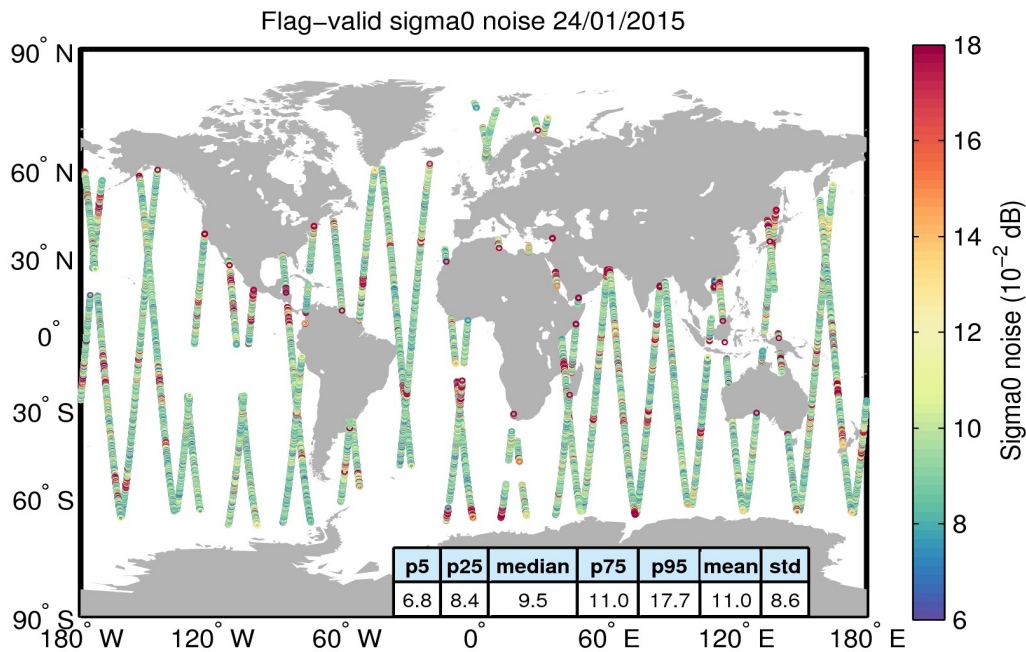 Flag−valid sigma0 noise 24/01/2015
90° N
60° N
30° N
0°
30° S
60° S
90° S
180° W
120° W
60° W
0°
60° E
120° E
180° E
p5 p25 median p75 p95 mean std
6.8 8.4 9.5 11.0 17.7 11.0 8.6
18
16
14
12
10
8
6
Sigma0 noise (10⁻² dB)